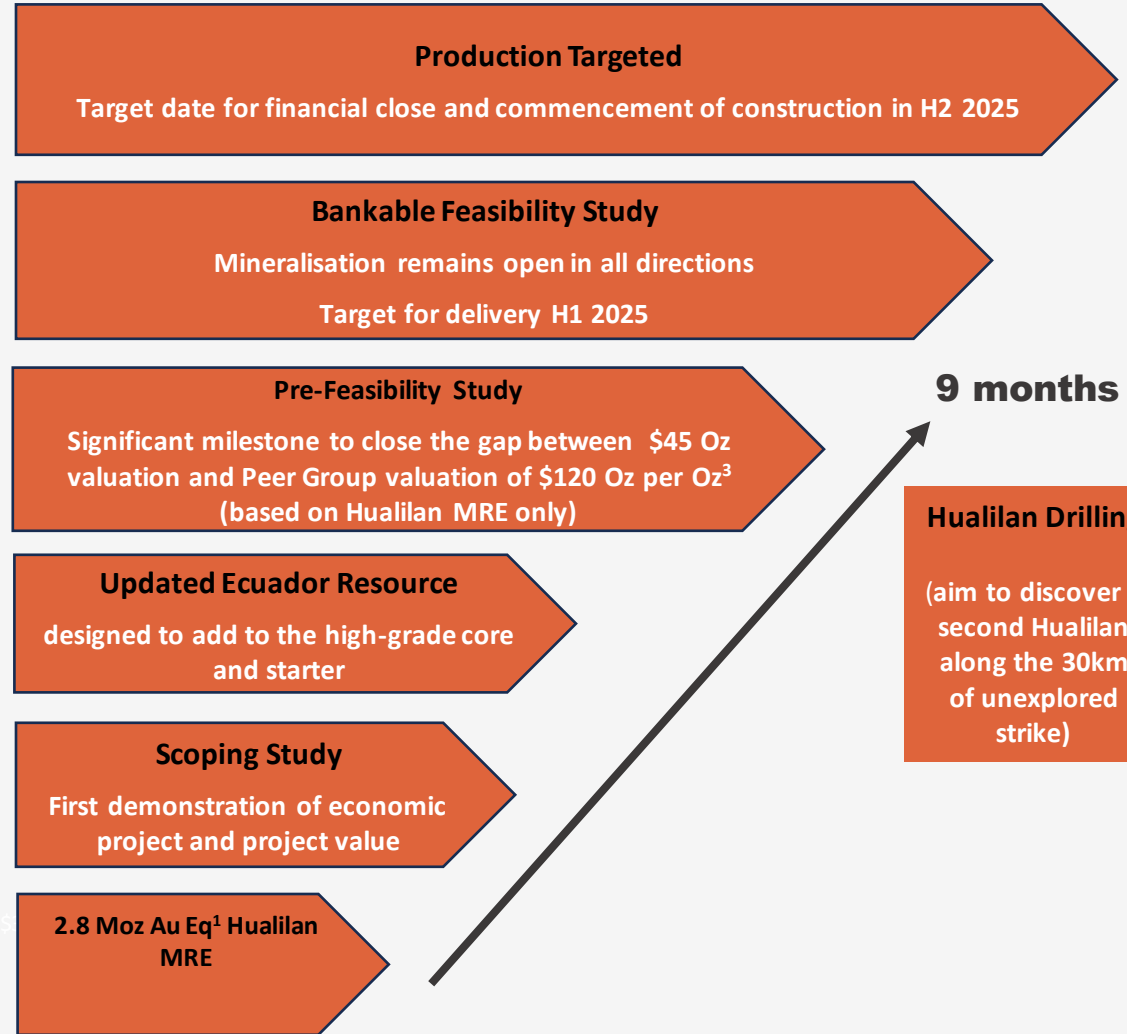 Production Targeted
Target date for financial close and commencement of construction in H2 2025
Bankable Feasibility Study
Mineralisation remains open in all directions
Target for delivery H1 2025
Pre-Feasibility Study
Significant milestone to close the gap between $45 Oz
valuation and Peer Group valuation of $120 Oz per Oz³
(based on Hualilan MRE only)
9 months
Hualilan Drillin
(aim to discover
second Hualilan
along the 30km
of unexplored
strike)
Updated Ecuador Resource
designed to add to the high-grade core
and starter
Scoping Study
First demonstration of economic
project and project value
2.8 Moz Au Eq¹ Hualilan
MRE